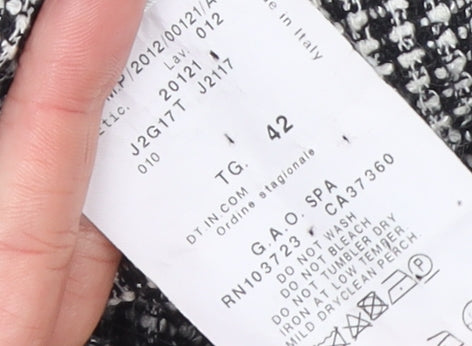 e in Italy
M.P/2012/00121/A
Lav. 012
tic. 20121
J2G17T J2117
010
TG. 42
DT.IN.COM
Ordine stagionale
G.A.O. SPA
RN103723 CA37360
DO NOT WASH
DO NOT BLEACH
DO NOT TUMBLER DRY
IRON AT LOW TEMPER.
MILD DRYCLEAN PERCH.